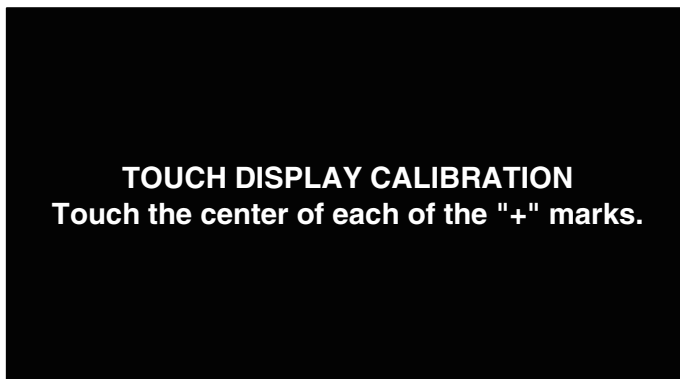 TOUCH DISPLAY CALIBRATION
Touch the center of each of the "+" marks.